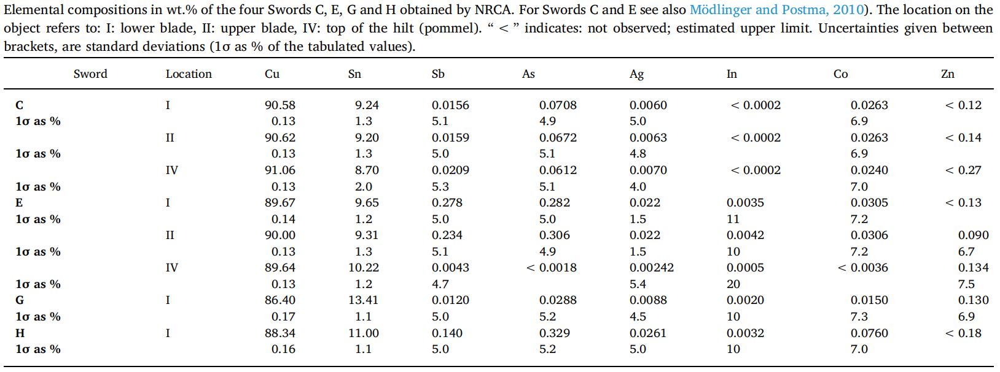 Elemental compositions in wt.% of the four Swords C, E, G and H obtained by NRCA. For Swords C and E see also Mödlinger and Postma, 2010). The location on the
object refers to: I: lower blade, II: upper blade, IV: top of the hilt (pommel). “ < ” indicates: not observed; estimated upper limit. Uncertainties given between
brackets, are standard deviations (1σ as % of the tabulated values).
Sword Location Cu Sn Sb As Ag In Co Zn
C I 90.58 9.24 0.0156 0.0708 0.0060 < 0.0002 0.0263 < 0.12
1σ as % 0.13 1.3 5.1 4.9 5.0 6.9
II 90.62 9.20 0.0159 0.0672 0.0063 < 0.0002 0.0263 < 0.14
1σ as % 0.13 1.3 5.0 5.1 4.8 6.9
IV 91.06 8.70 0.0209 0.0612 0.0070 < 0.0002 0.0240 < 0.27
1σ as % 0.13 2.0 5.3 5.1 4.0 7.0
E I 89.67 9.65 0.278 0.282 0.022 0.0035 0.0305 < 0.13
1σ as % 0.14 1.2 5.0 5.0 1.5 11 7.2
II 90.00 9.31 0.234 0.306 0.022 0.0042 0.0306 0.090
1σ as % 0.13 1.3 5.1 4.9 1.5 10 7.2 6.7
IV 89.64 10.22 0.0043 < 0.0018 0.00242 0.0005 < 0.0036 0.134
1σ as % 0.13 1.2 4.7 5.4 20 7.5
G I 86.40 13.41 0.0120 0.0288 0.0088 0.0020 0.0150 0.130
1σ as % 0.17 1.1 5.0 5.2 4.5 10 7.3 6.9
H I 88.34 11.00 0.140 0.329 0.0261 0.0032 0.0760 < 0.18
1σ as % 0.16 1.1 5.0 5.2 5.0 10 7.0